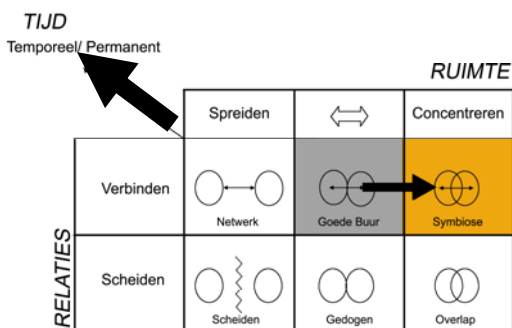 TIJD
Temporeel/ Permanent
RUIMTE
Spreiden
Concentreren
Verbinden
Netwerk
Goede Buur
Symbiose
RELATIES
Scheiden
Scheiden
Gedogen
Overlap